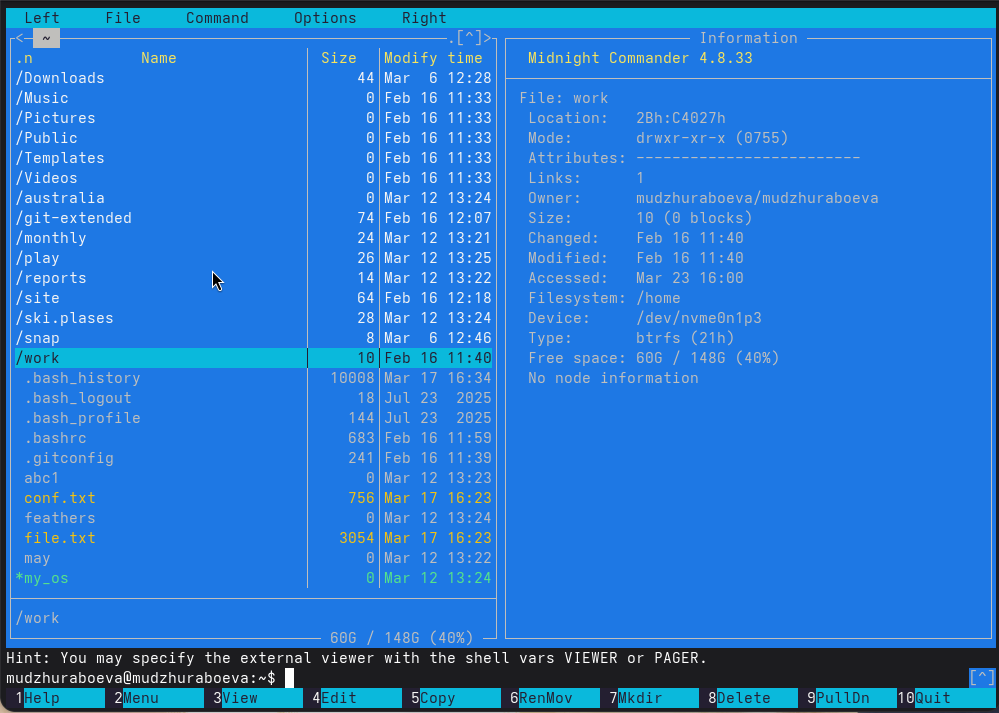 Left File Command Options Right
<─ ~ .[^]>
.n Name Size Modify time
/Downloads 44 Mar 6 12:28
/Music 0 Feb 16 11:33
/Pictures 0 Feb 16 11:33
/Public 0 Feb 16 11:33
/Templates 0 Feb 16 11:33
/Videos 0 Feb 16 11:33
/australia 0 Mar 12 13:24
/git-extended 74 Feb 16 12:07
/monthly 24 Mar 12 13:21
/play 26 Mar 12 13:25
/reports 14 Mar 12 13:22
/site 64 Feb 16 12:18
/ski.plases 28 Mar 12 13:24
/snap 8 Mar 6 12:46
/work 10 Feb 16 11:40
.bash_history 10008 Mar 17 16:34
.bash_logout 18 Jul 23 2025
.bash_profile 144 Jul 23 2025
.bashrc 683 Feb 16 11:59
.gitconfig 241 Feb 16 11:39
abc1 0 Mar 12 13:23
conf.txt 756 Mar 17 16:23
feathers 0 Mar 12 13:24
file.txt 3054 Mar 17 16:23
may 0 Mar 12 13:22
*my_os 0 Mar 12 13:24
/work
60G / 148G (40%)
Information
Midnight Commander 4.8.33
File: work
Location: 2Bh:C4027h
Mode: drwxr-xr-x (0755)
Attributes: -------------------------
Links: 1
Owner: mudzhuraboeva/mudzhuraboeva
Size: 10 (0 blocks)
Changed: Feb 16 11:40
Modified: Feb 16 11:40
Accessed: Mar 23 16:00
Filesystem: /home
Device: /dev/nvme0n1p3
Type: btrfs (21h)
Free space: 60G / 148G (40%)
No node information
Hint: You may specify the external viewer with the shell vars VIEWER or PAGER.
mudzhuraboeva@mudzhuraboeva:~$ [^]
1Help 2Menu 3View 4Edit 5Copy 6RenMov 7Mkdir 8Delete 9PullDn 10Quit